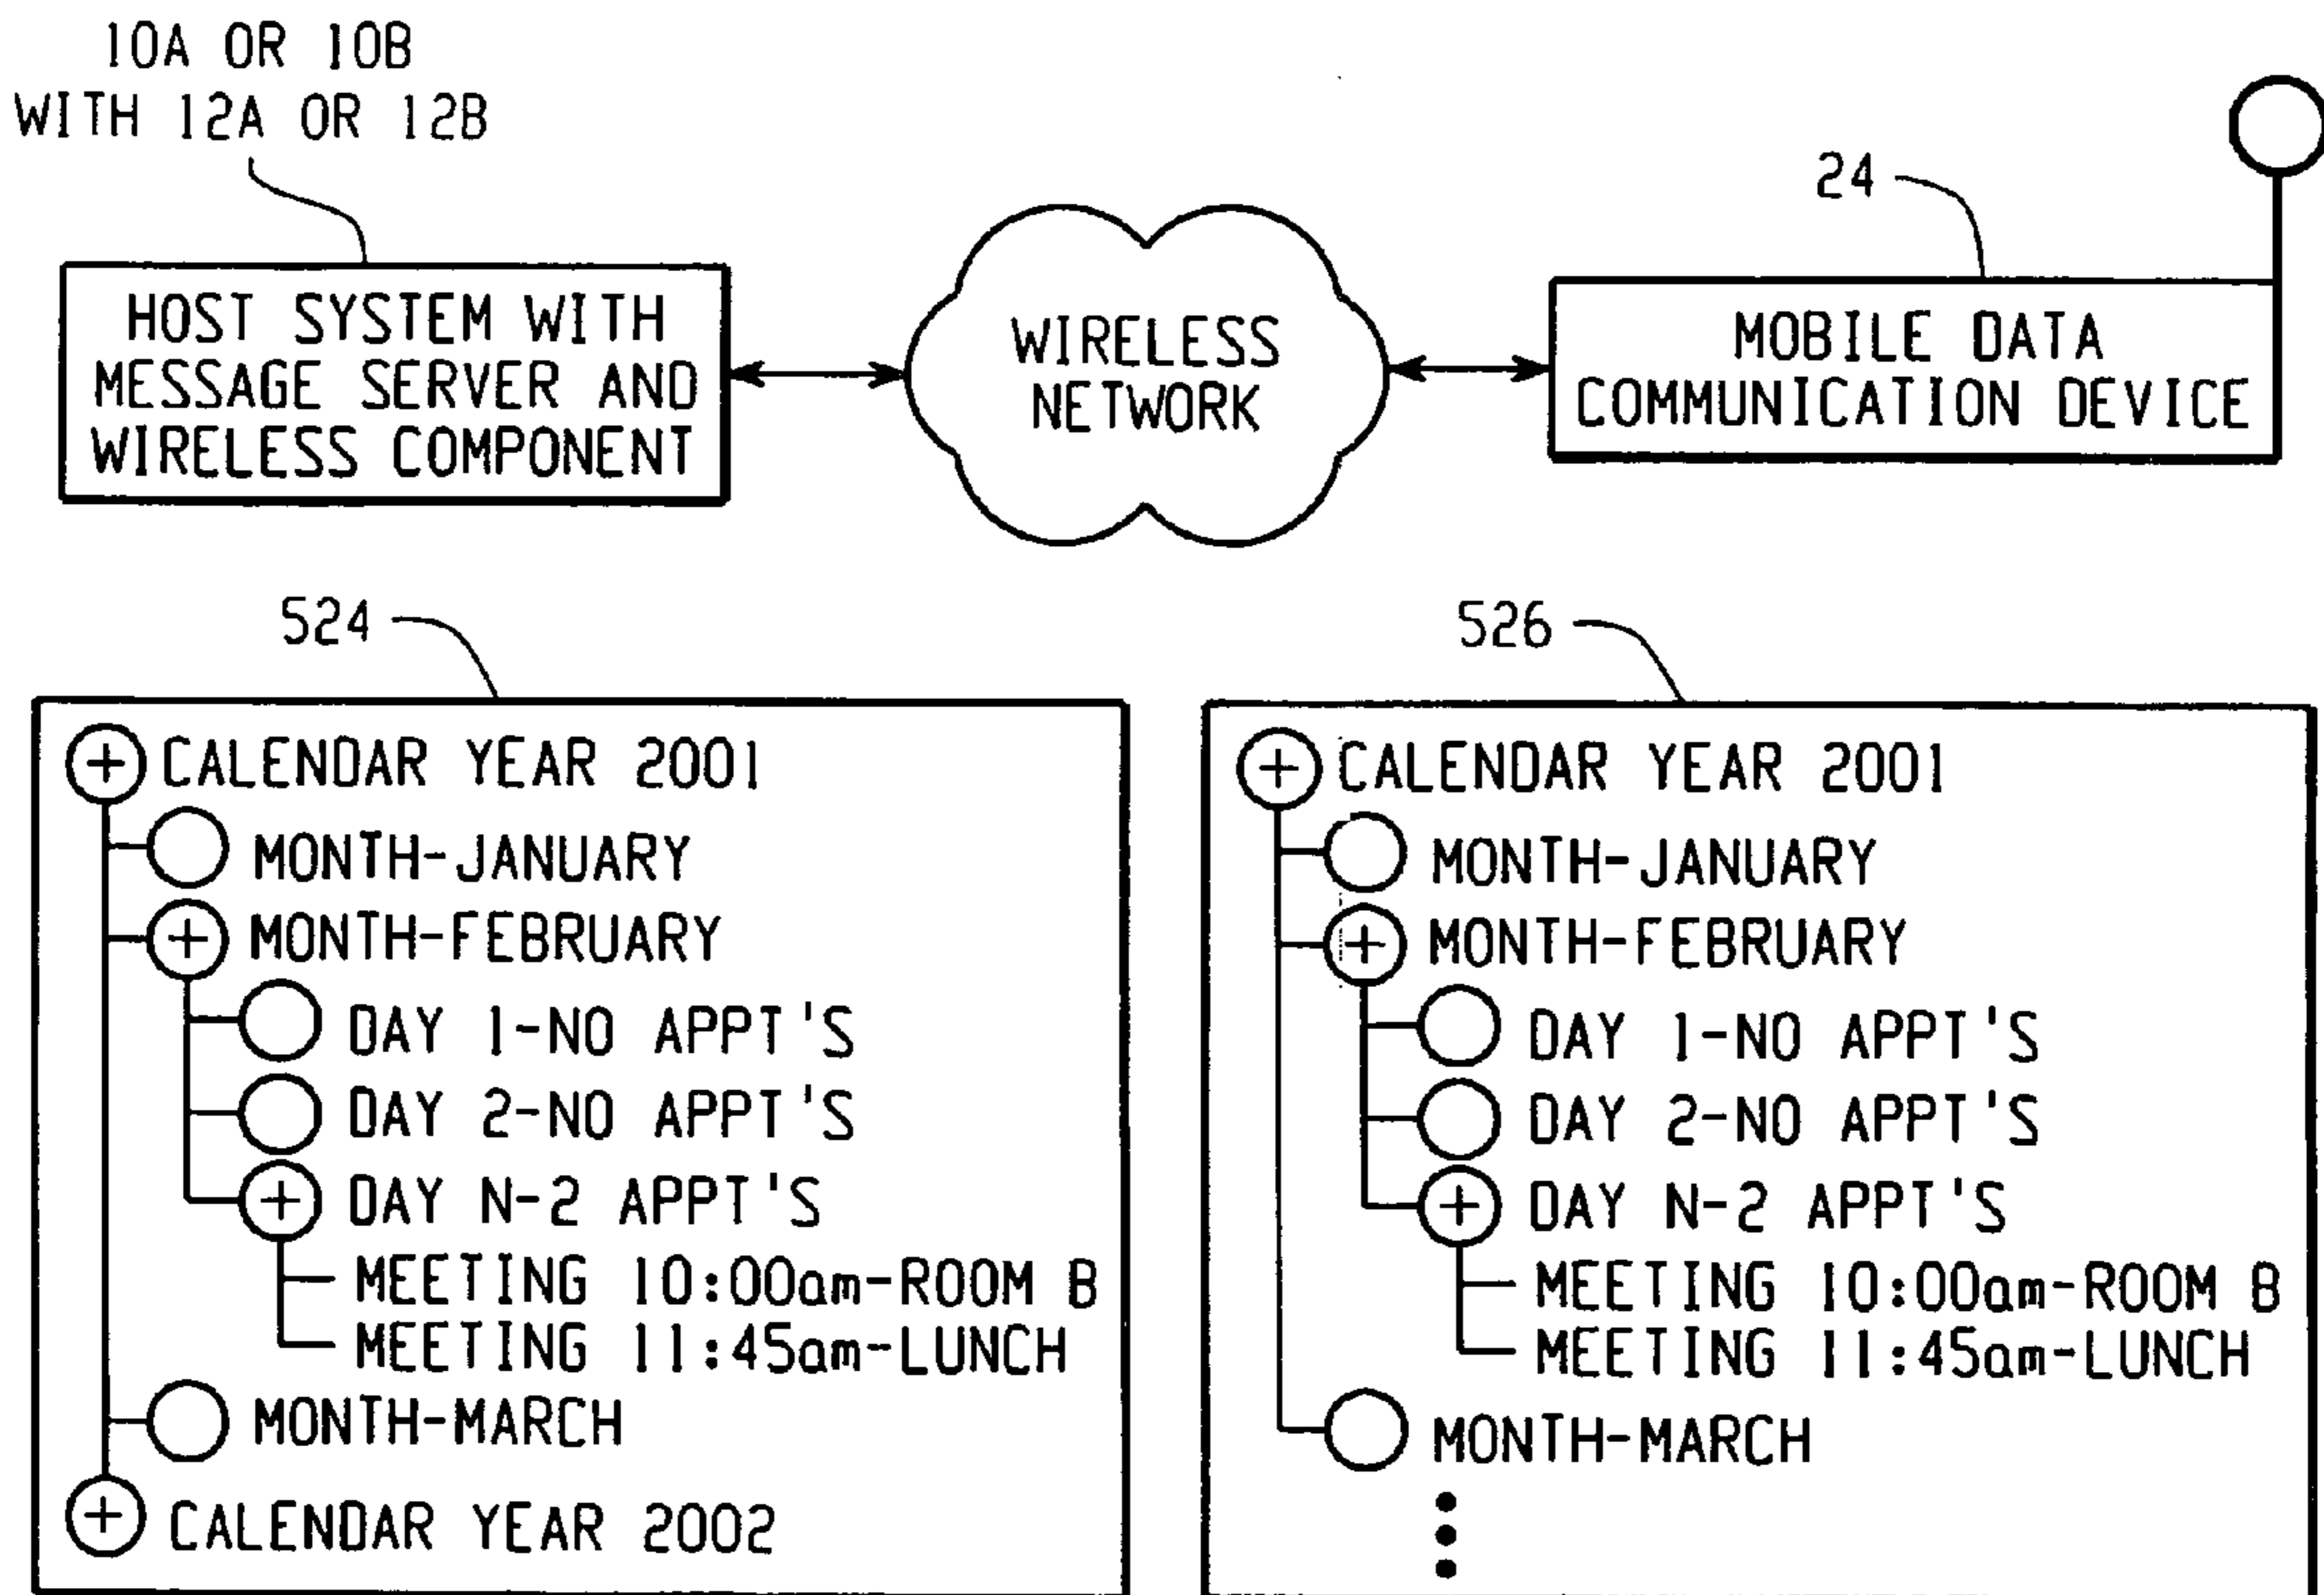 10A OR 10B
WITH 12A OR 12B
24
HOST SYSTEM WITH
MESSAGE SERVER AND
WIRELESS COMPONENT
WIRELESS
NETWORK
MOBILE DATA
COMMUNICATION DEVICE
524
CALENDAR YEAR 2001
MONTH-JANUARY
MONTH-FEBRUARY
DAY 1-NO APPT'S
DAY 2-NO APPT'S
DAY N-2 APPT'S
MEETING 10:00am-ROOM B
MEETING 11:45am-LUNCH
MONTH-MARCH
CALENDAR YEAR 2002
526
CALENDAR YEAR 2001
MONTH-JANUARY
MONTH-FEBRUARY
DAY 1-NO APPT'S
DAY 2-NO APPT'S
DAY N-2 APPT'S
MEETING 10:00am-ROOM B
MEETING 11:45am-LUNCH
MONTH-MARCH